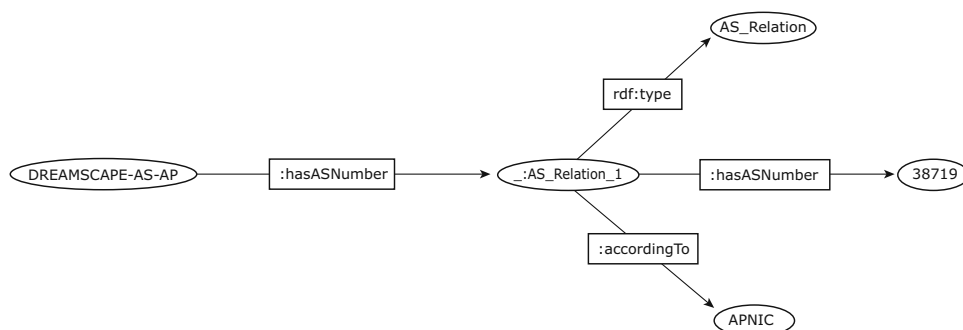 AS_Relation
rdf:type
DREAMSCAPE-AS-AP :hasASNumber _:AS_Relation_1 :hasASNumber 38719
:accordingTo
APNIC